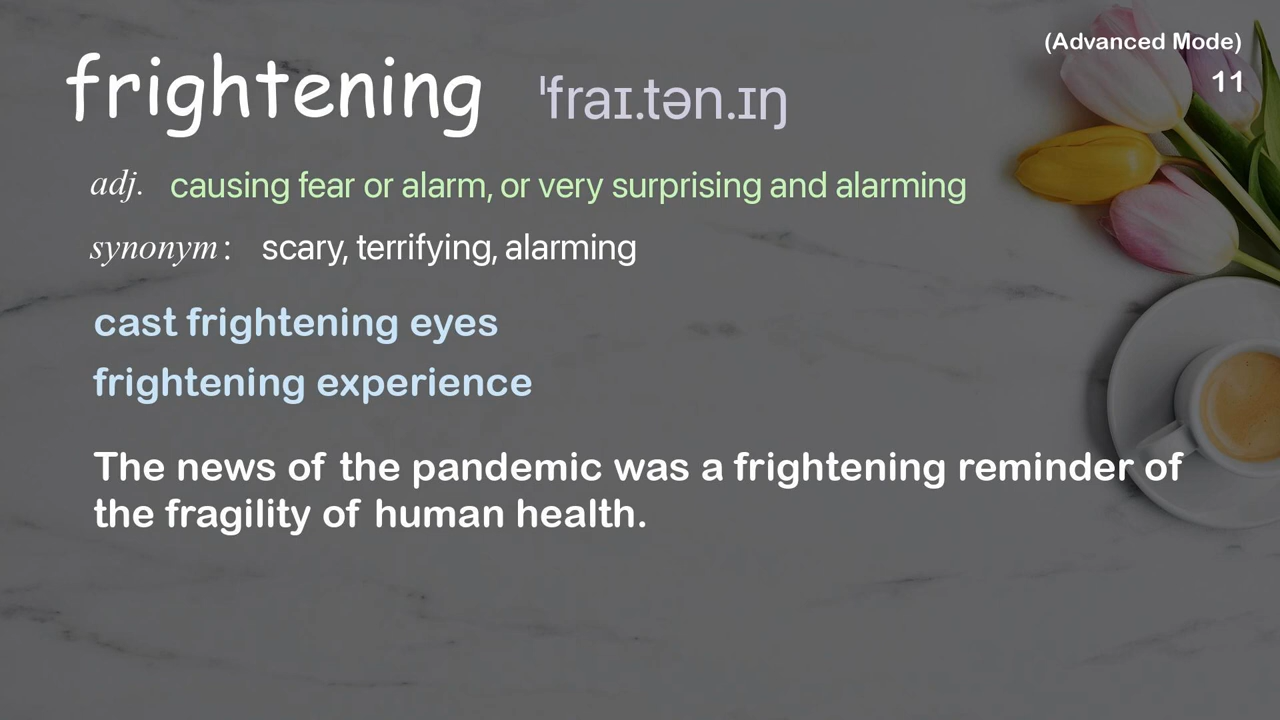 (Advanced Mode)
11
frightening ˈfraɪ.tən.ɪŋ
adj. causing fear or alarm, or very surprising and alarming
synonym: scary, terrifying, alarming
cast frightening eyes
frightening experience
The news of the pandemic was a frightening reminder of
the fragility of human health.